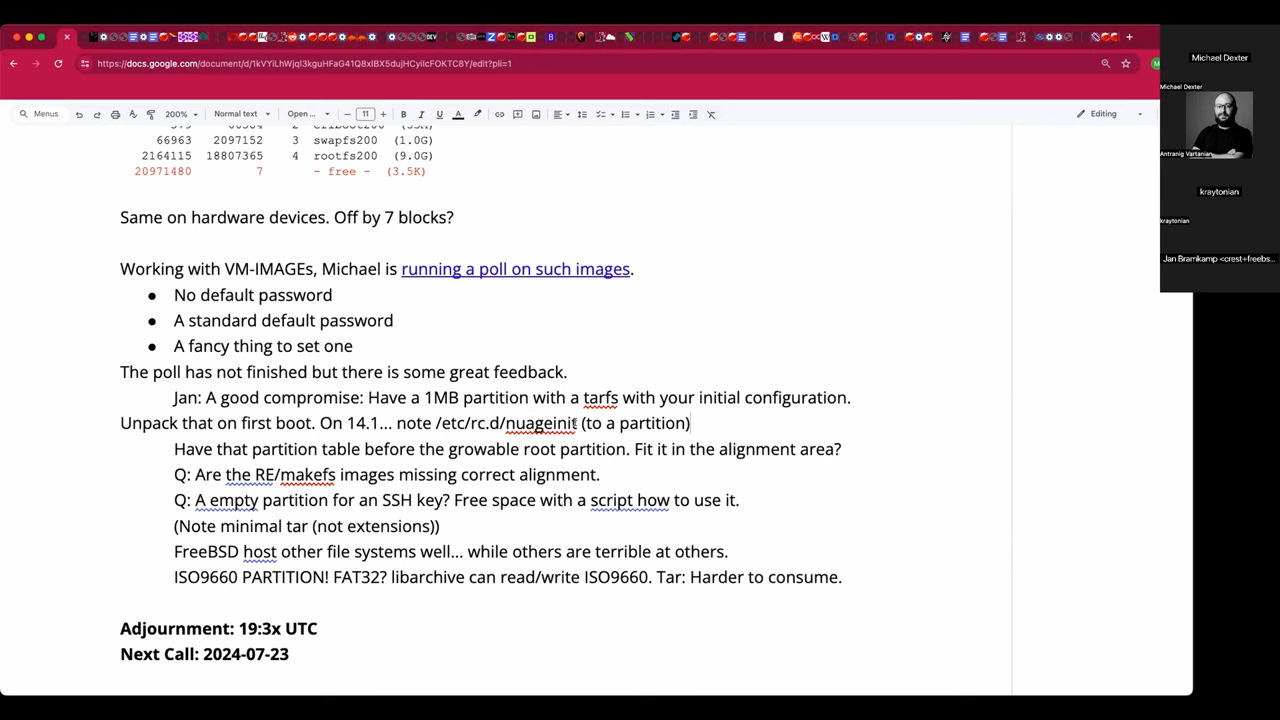 https://docs.google.com/document/d/1kVYiLhWjqI3kguHFaG41Q8xIBX5dujHCyiIcFOKTC8Y/edit?pli=1
Menus
200%
Normal text
Open ...
11
Editing
66963 2097152 3 swapfs200 (1.0G)
2164115 18807365 4 rootfs200 (9.0G)
20971480 7 - free - (3.5K)
Same on hardware devices. Off by 7 blocks?
Working with VM-IMAGEs, Michael is running a poll on such images.
● No default password
● A standard default password
● A fancy thing to set one
The poll has not finished but there is some great feedback.
Jan: A good compromise: Have a 1MB partition with a tarfs with your initial configuration.
Unpack that on first boot. On 14.1... note /etc/rc.d/nuageinit (to a partition)
Have that partition table before the growable root partition. Fit it in the alignment area?
Q: Are the RE/makefs images missing correct alignment.
Q: A empty partition for an SSH key? Free space with a script how to use it.
(Note minimal tar (not extensions))
FreeBSD host other file systems well... while others are terrible at others.
ISO9660 PARTITION! FAT32? libarchive can read/write ISO9660. Tar: Harder to consume.
Adjournment: 19:3x UTC
Next Call: 2024-07-23
Michael Dexter
Michael Dexter
Antranig Vartanian
kraytonian
kraytonian
Jan Bramkamp <crest+freebs...